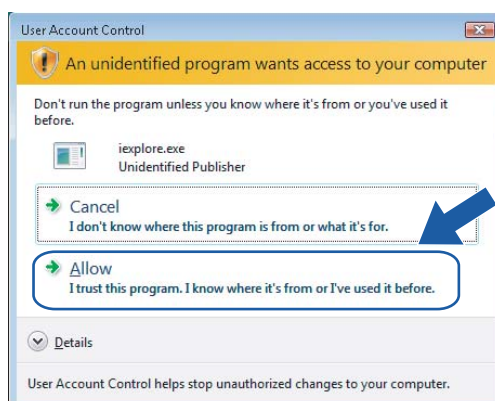 User Account Control
An unidentified program wants access to your computer
Don't run the program unless you know where it's from or you've used it
before.
iexplore.exe
Unidentified Publisher
Cancel
I don't know where this program is from or what it's for.
Allow
I trust this program. I know where it's from or I've used it before.
Details
User Account Control helps stop unauthorized changes to your computer.